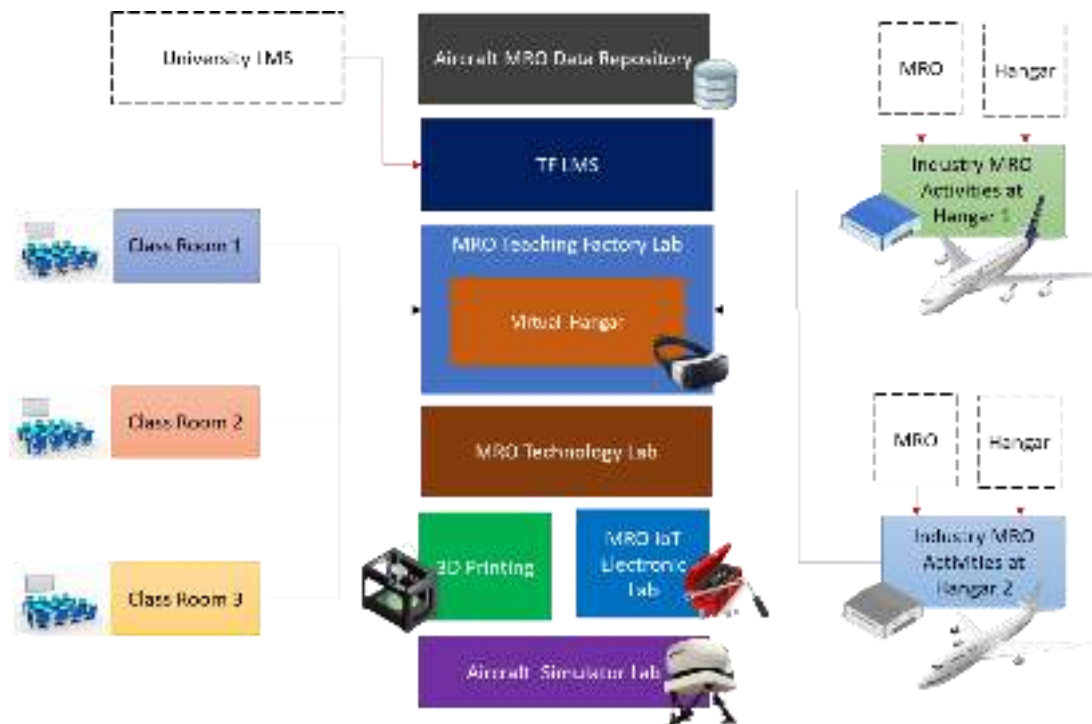 University LMS
Aircraft MRO Data Repository
MRO
Hangar
TF LMS
Industry MRO
Activities at
Hangar 1
Class Room 1
MRO Teaching Factory Lab
Virtual Hangar
Class Room 2
MRO Technology Lab
MRO
Hangar
3D Printing
MRO IoT
Electronic
Lab
Industry MRO
Activities at
Hangar 2
Class Room 3
Aircraft Simulator Lab